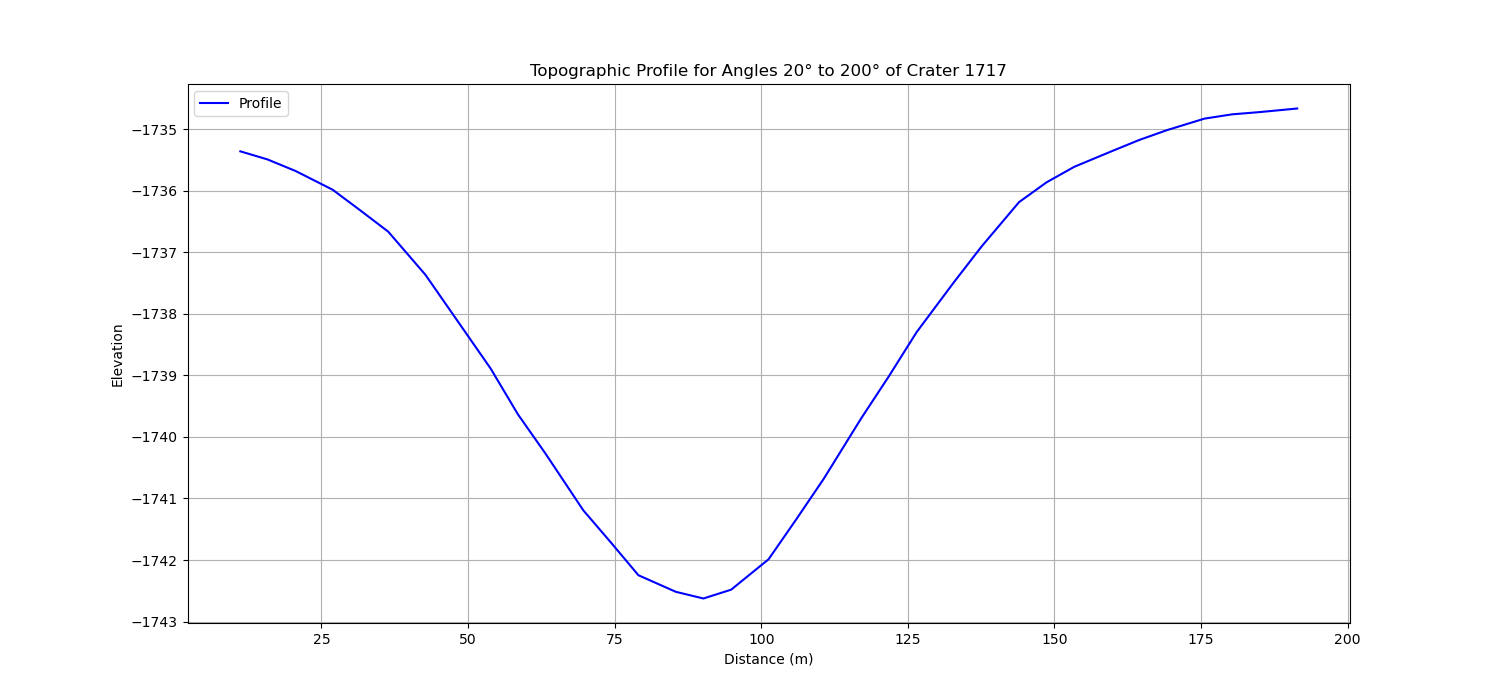 Topographic Profile for Angles 20° to 200° of Crater 1717
Profile
−1735
−1736
−1737
−1738
−1739
−1740
−1741
−1742
−1743
Elevation
25 50 75 100 125 150 175 200
Distance (m)